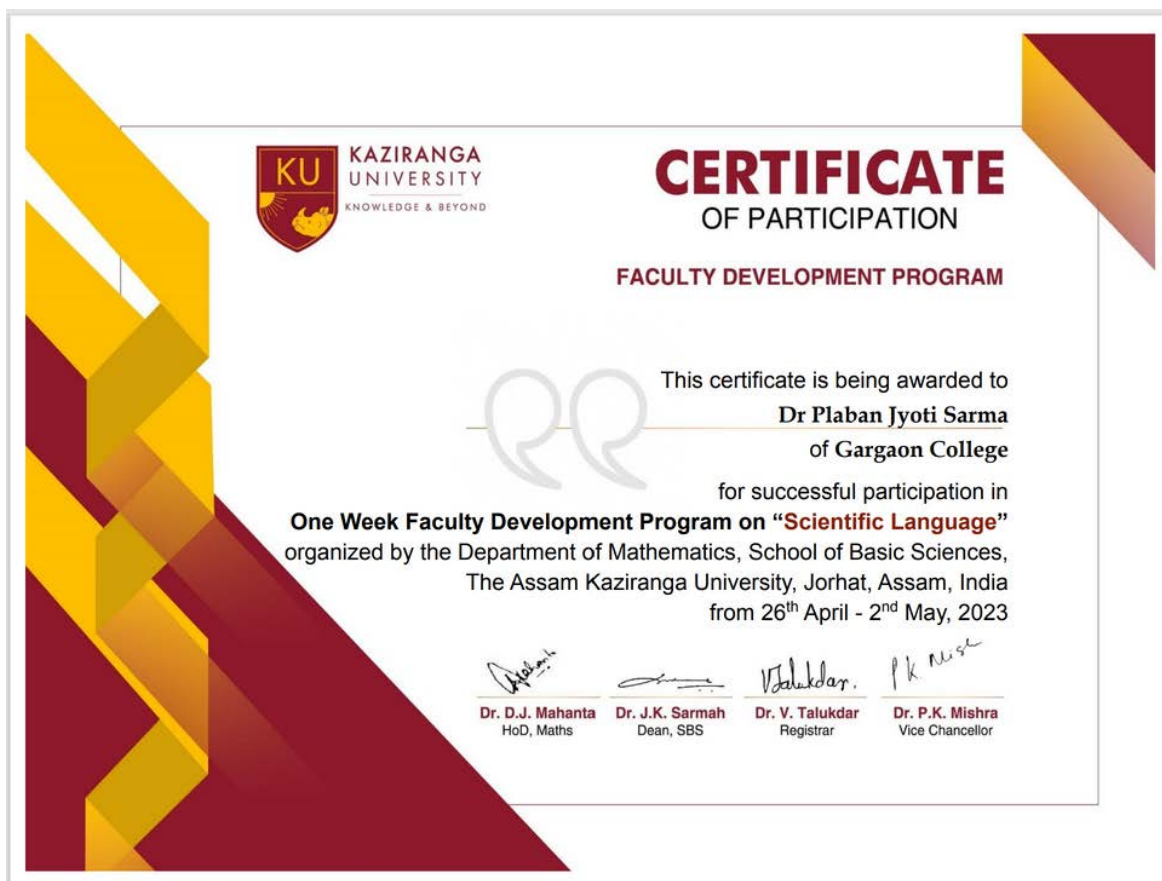 KU
KAZIRANGA
UNIVERSITY
KNOWLEDGE & BEYOND
CERTIFICATE
OF PARTICIPATION
FACULTY DEVELOPMENT PROGRAM
This certificate is being awarded to
Dr Plaban Jyoti Sarma
of Gargaon College
for successful participation in
One Week Faculty Development Program on “Scientific Language”
organized by the Department of Mathematics, School of Basic Sciences,
The Assam Kaziranga University, Jorhat, Assam, India
from 26th April - 2nd May, 2023
VTalukdar. P.K. Mish
Dr. D.J. Mahanta Dr. J.K. Sarmah Dr. V. Talukdar Dr. P.K. Mishra
HoD, Maths Dean, SBS Registrar Vice Chancellor